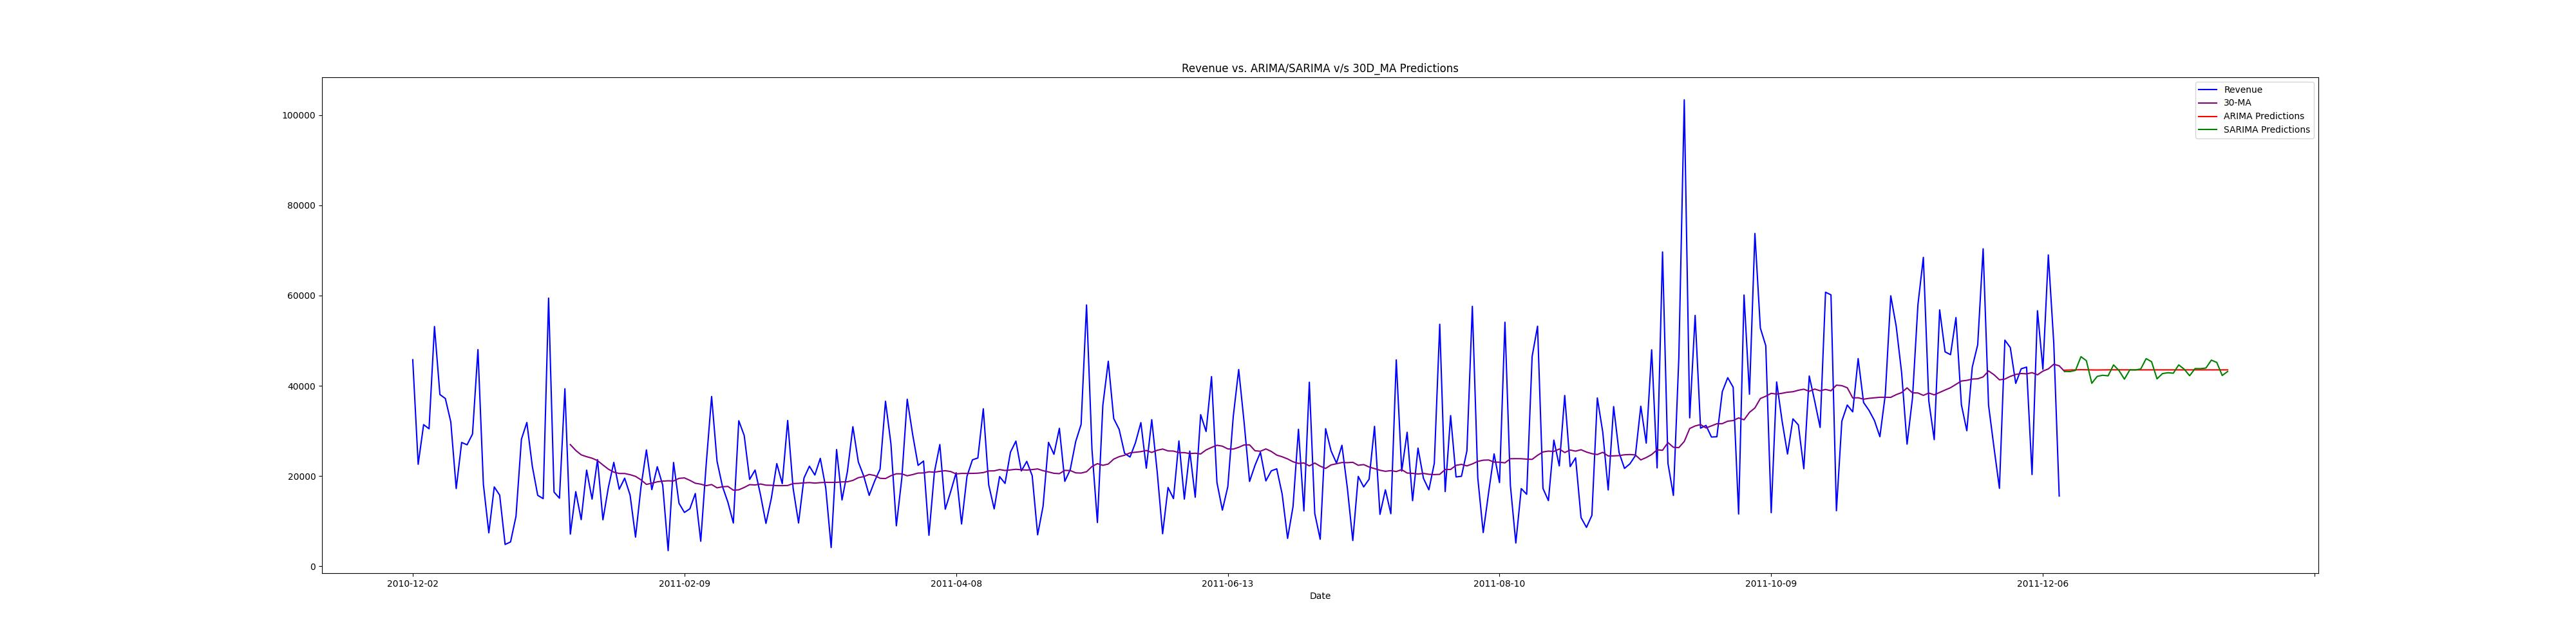 Revenue vs. ARIMA/SARIMA v/s 30D_MA Predictions
Revenue
30-MA
ARIMA Predictions
SARIMA Predictions
100000
80000
60000
40000
20000
0
2010-12-02
2011-02-09
2011-04-08
2011-06-13
2011-08-10
2011-10-09
2011-12-06
Date